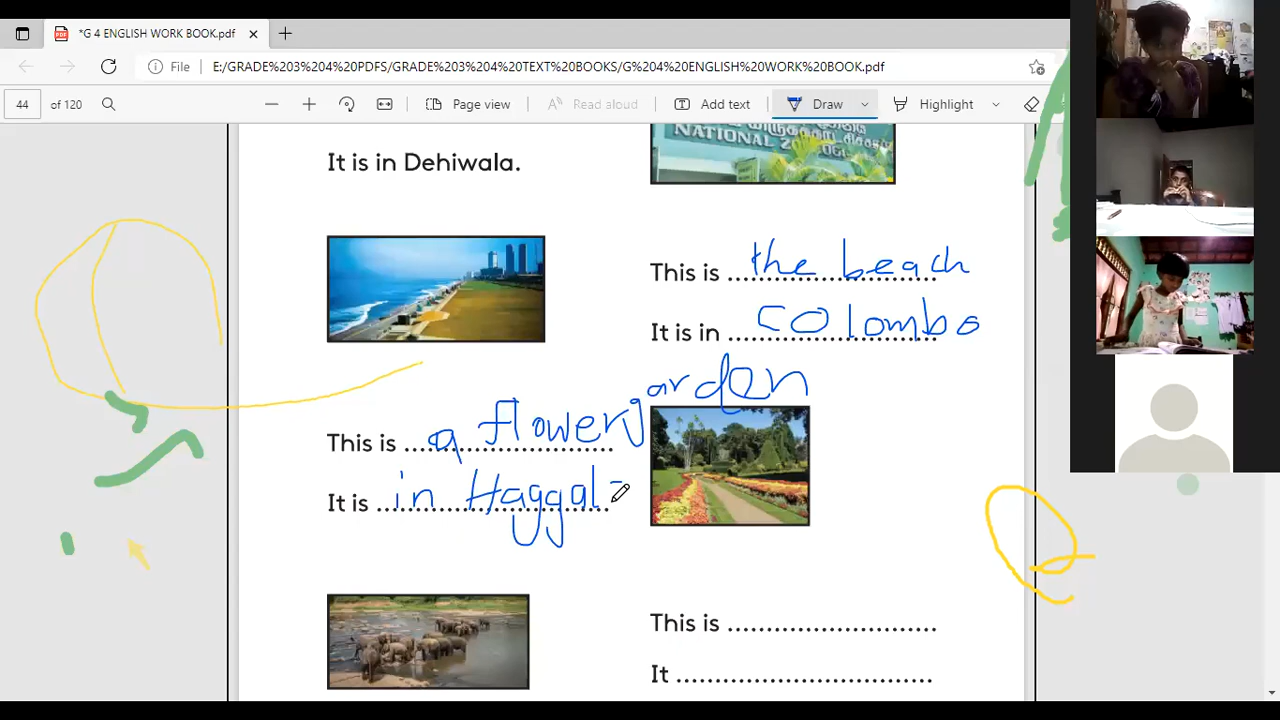 *G 4 ENGLISH WORK BOOK.pdf
File E:/GRADE%203%204%20PDFS/GRADE%203%204%20TEXT%20BOOKS/G%204%20ENGLISH%20WORK%20BOOK.pdf
44 of 120 Page view Read aloud Add text Draw Highlight
NATIONAL
It is in Dehiwala.
This is the beach
It is in Colombo
This is a flower garden
It is in Haggal
This is ...........................
It .................................